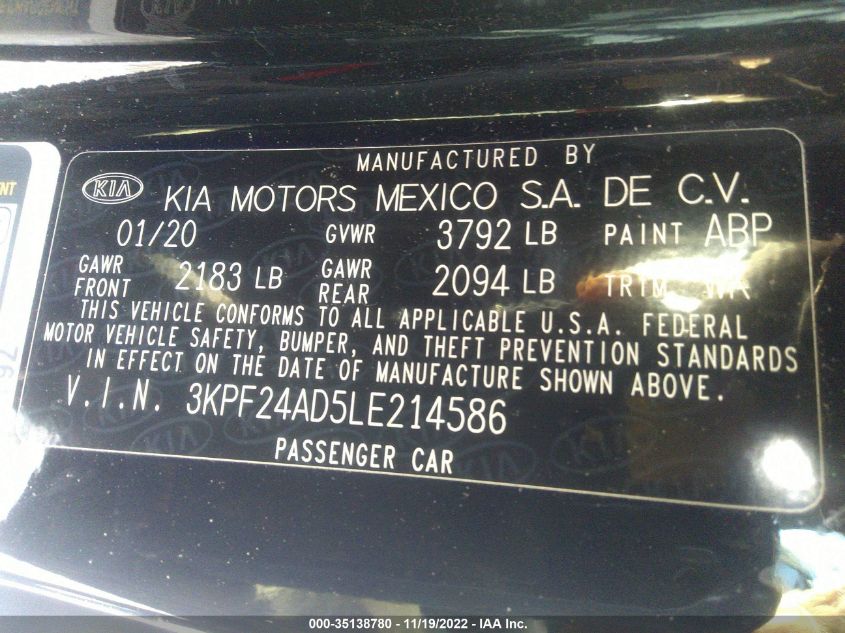 MANUFACTURED BY
KIA KIA MOTORS MEXICO S.A. DE C.V.
01/20 GVWR 3792 LB PAINT ABP
GAWR FRONT 2183 LB GAWR REAR 2094 LB TRIM WK
THIS VEHICLE CONFORMS TO ALL APPLICABLE U.S.A. FEDERAL
MOTOR VEHICLE SAFETY, BUMPER, AND THEFT PREVENTION STANDARDS
IN EFFECT ON THE DATE OF MANUFACTURE SHOWN ABOVE.
V.I.N. 3KPF24AD5LE214586
PASSENGER CAR
000-35138780 - 11/19/2022 - IAA Inc.